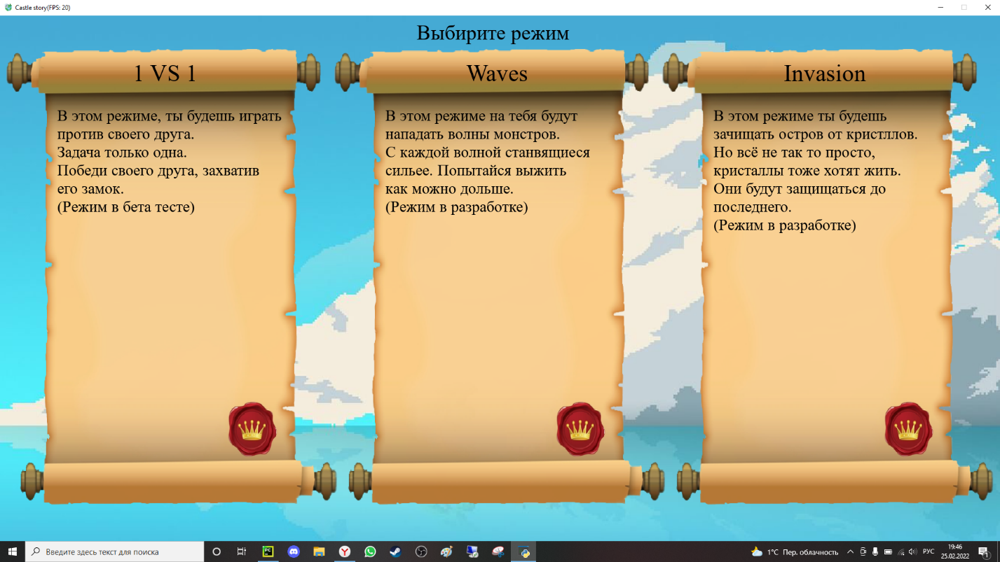 Castle story(FPS: 20)
Выбирите режим
1 VS 1
В этом режиме, ты будешь играть
против своего друга.
Задача только одна.
Победи своего друга, захватив
его замок.
(Режим в бета тесте)
Waves
В этом режиме на тебя будут
нападать волны монстров.
С каждой волной станвящиеся
сильее. Попытайся выжить
как можно дольше.
(Режим в разработке)
Invasion
В этом режиме ты будешь
зачищать остров от кристллов.
Но всё не так то просто,
кристаллы тоже хотят жить.
Они будут защищаться до
последнего.
(Режим в разработке)
Введите здесь текст для поиска
PC
1°C Пер. облачность
РУС
19:46
25.02.2022
1